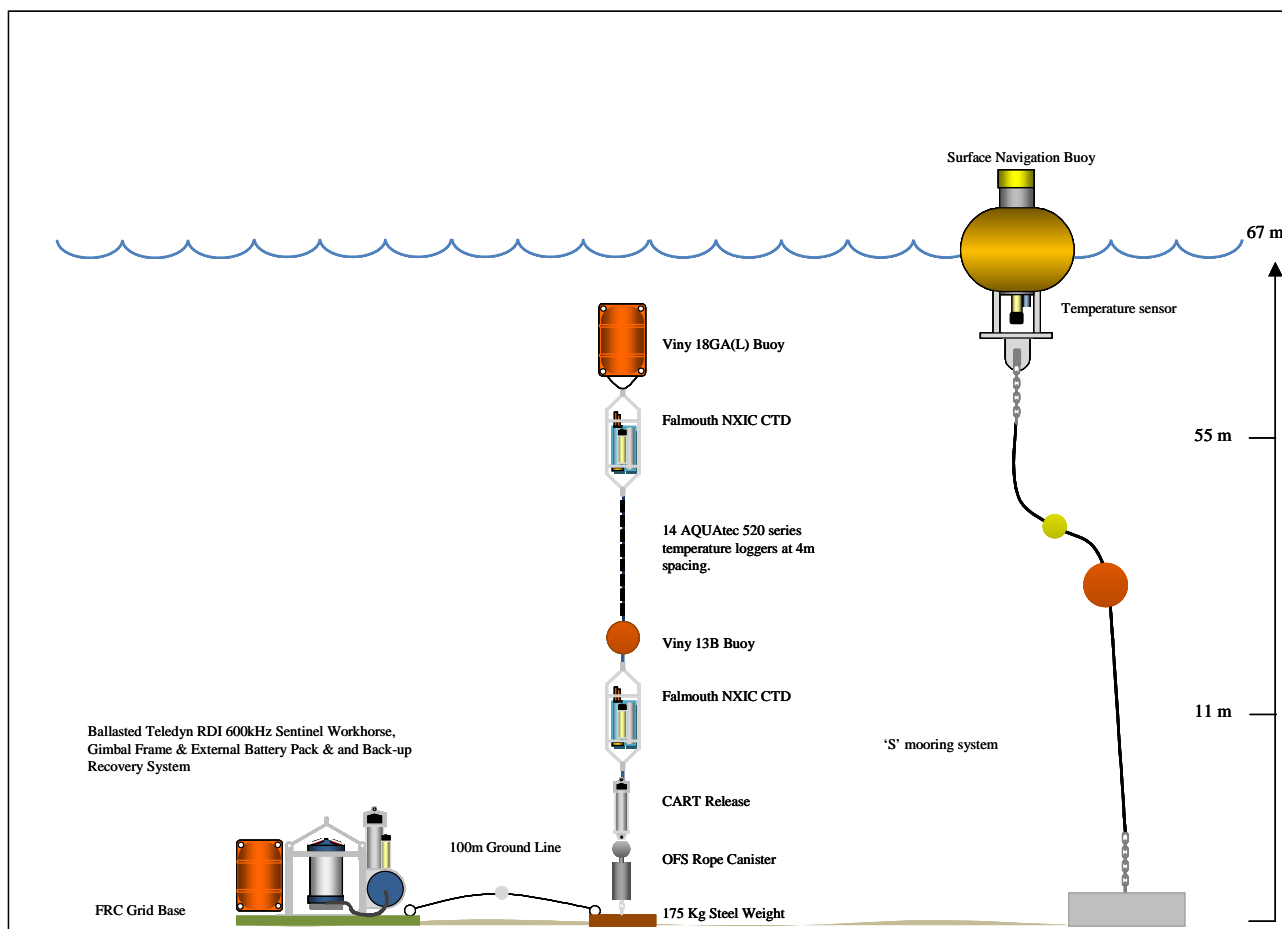 Surface Navigation Buoy
67 m
Temperature sensor
Viny 18GA(L) Buoy
Falmouth NXIC CTD
55 m
14 AQUAtec 520 series
temperature loggers at 4m
spacing.
Viny 13B Buoy
Falmouth NXIC CTD
11 m
Ballasted Teledyn RDI 600kHz Sentinel Workhorse,
Gimbal Frame & External Battery Pack & and Back-up
Recovery System
‘S’ mooring system
CART Release
100m Ground Line
OFS Rope Canister
FRC Grid Base
175 Kg Steel Weight